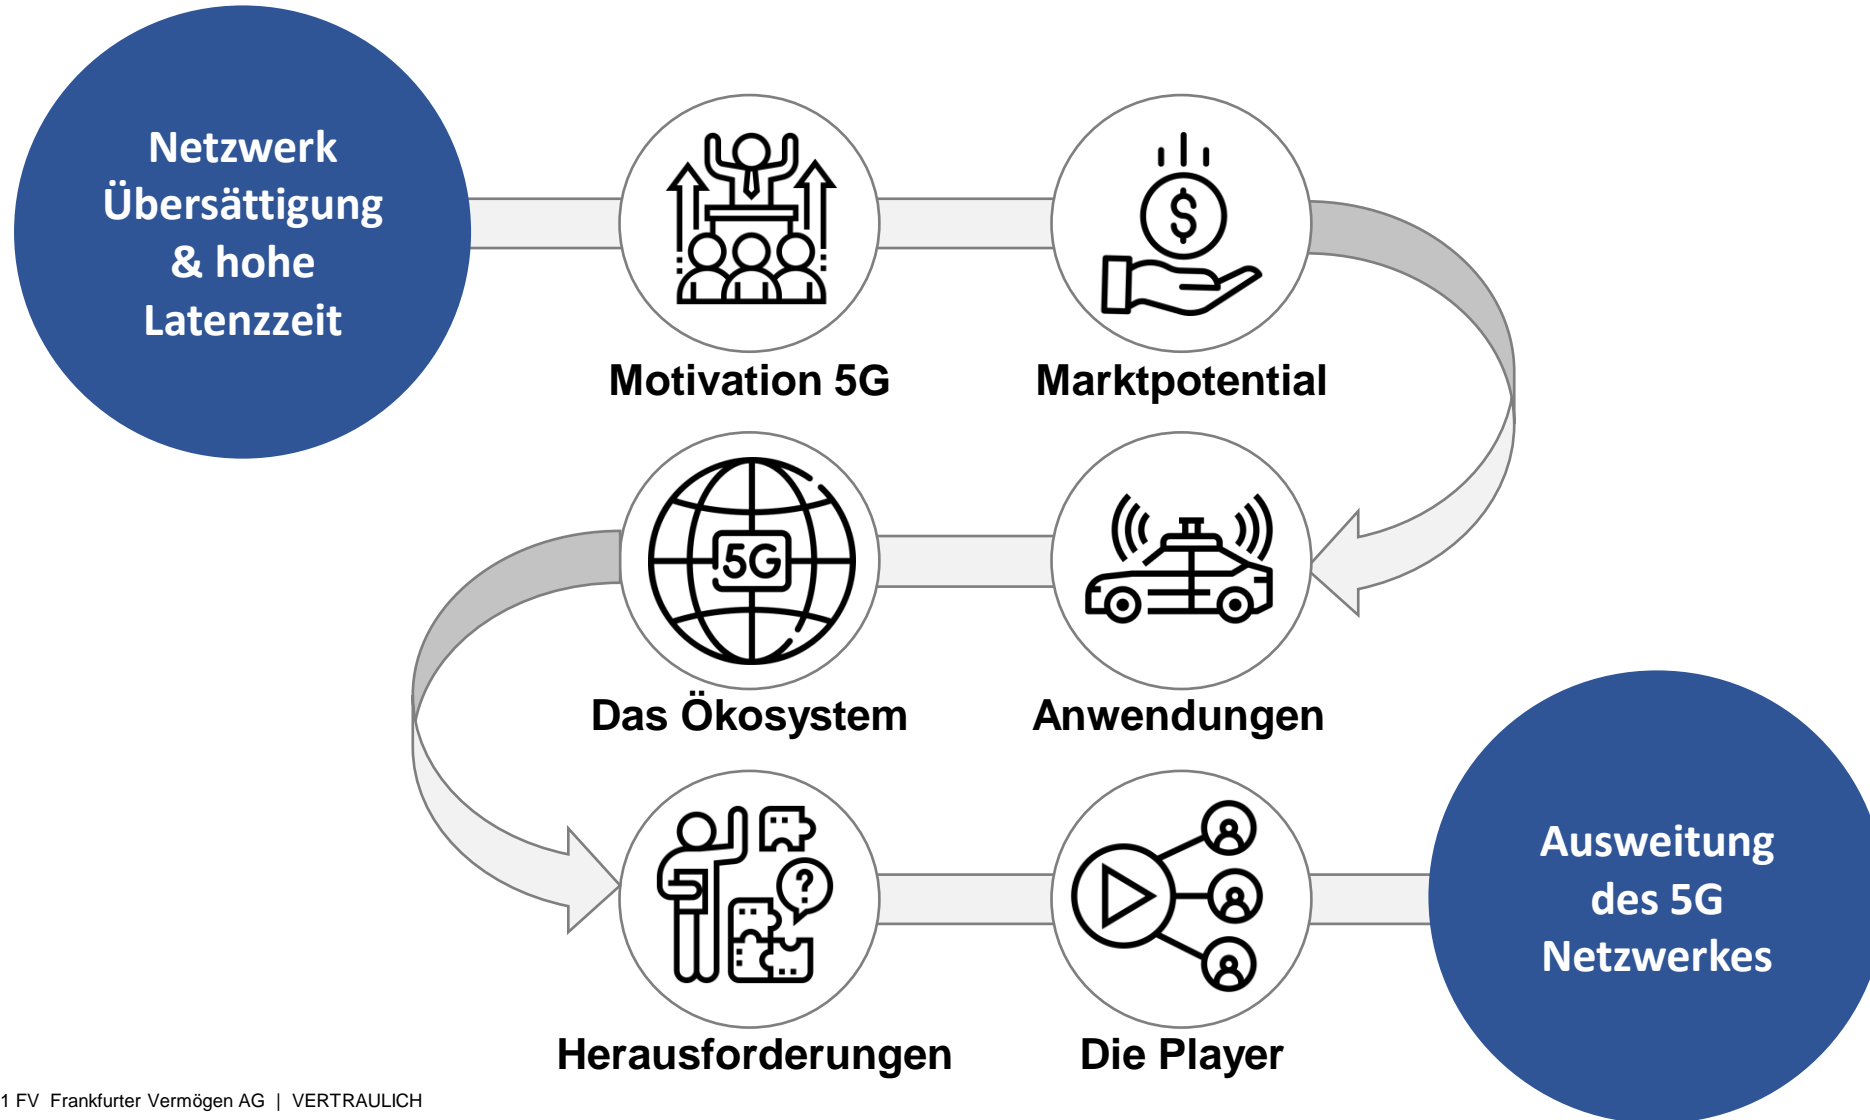 Netzwerk
Übersättigung
& hohe
Latenzzeit
$
Motivation 5G
Marktpotential
5G
Das Ökosystem
Anwendungen
?
Herausforderungen
Die Player
Ausweitung
des 5G
Netzwerkes
1 FV Frankfurter Vermögen AG | VERTRAULICH